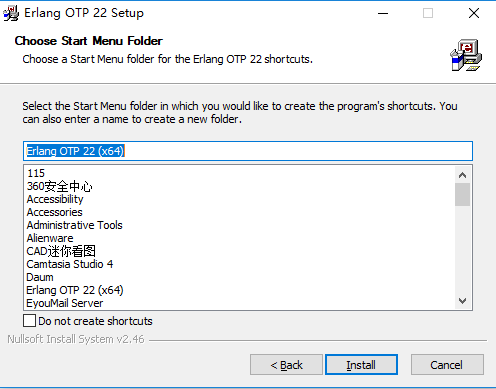 Erlang OTP 22 Setup
Choose Start Menu Folder
Choose a Start Menu folder for the Erlang OTP 22 shortcuts.
Select the Start Menu folder in which you would like to create the program's shortcuts. You
can also enter a name to create a new folder.
Erlang OTP 22 (x64)
115
360安全中心
Accessibility
Accessories
Administrative Tools
Alienware
CAD迷你看图
Camtasia Studio 4
Daum
Erlang OTP 22 (x64)
EyouMail Server
Do not create shortcuts
Nullsoft Install System v2.46
< Back
Install
Cancel